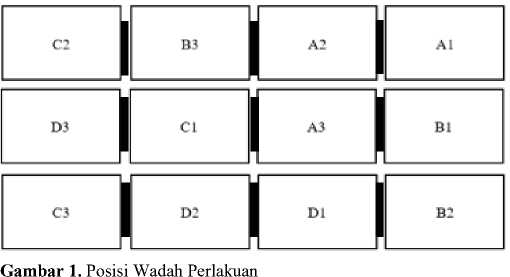 C2 B3 A2 A1
D3 C1 A3 B1
C3 D2 D1 B2
Gambar 1. Posisi Wadah Perlakuan